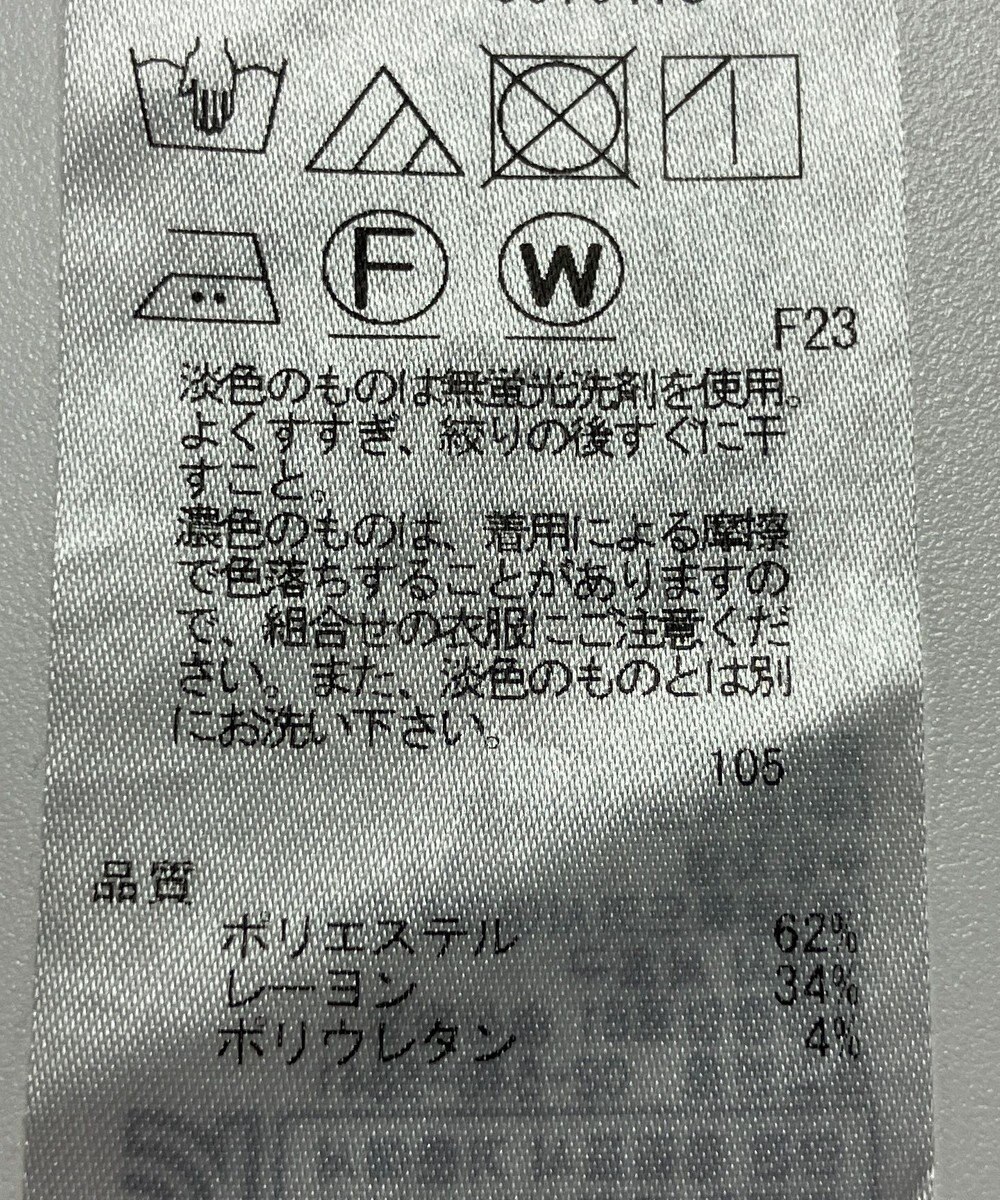 F
W
F23
淡色のものは無蛍光洗剤を使用。
よくすすぎ、絞りの後すぐに干
すこと。
濃色のものは、着用による摩擦
で色落ちすることがありますの
で、組合せの衣服にご注意くだ
さい。また、淡色のものとは別
にお洗い下さい。
105
品質
ポリエステル 62%
レーヨン 34%
ポリウレタン 4%